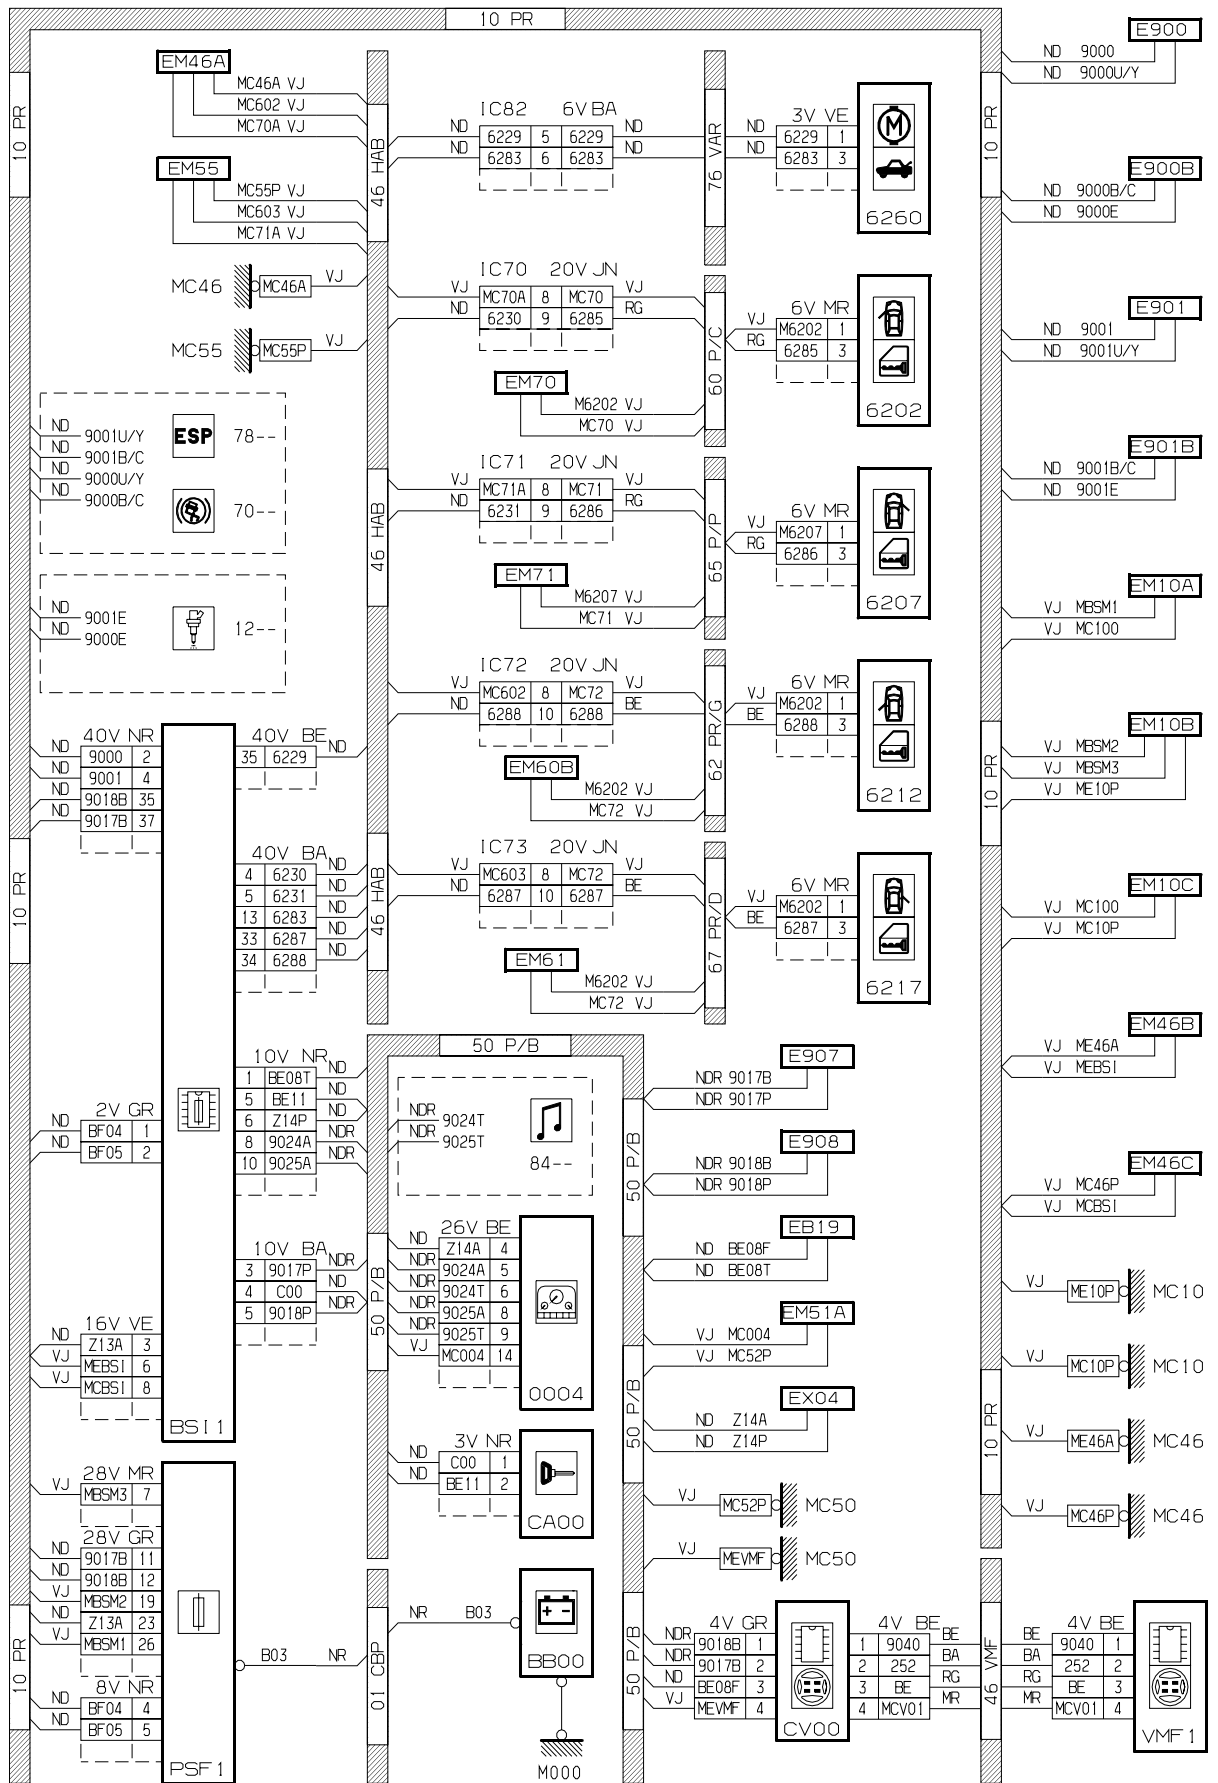 10 PR
E900
ND 9000
ND 9000U/Y
EM46A
MC46A VJ
MC602 VJ
MC70A VJ
10 PR
46 HAB
IC82 6V BA
ND 6229 5 6229 ND
ND 6283 6 6283 ND
76 VAR
3V VE
ND 6229 1
ND 6283 3
M
6260
10 PR
EM55
MC55P VJ
MC603 VJ
MC71A VJ
E900B
ND 9000B/C
ND 9000E
MC46 MC46A VJ
MC55 MC55P VJ
IC70 20V JN
VJ MC70A 8 MC70 VJ
ND 6230 9 6285 RG
60 P/C
6V MR
VJ M6202 1
RG 6285 3
6202
E901
ND 9001
ND 9001U/Y
EM70
M6202 VJ
MC70 VJ
ND 9001U/Y
ND 9001B/C
ND 9000U/Y
ND 9000B/C
ESP 78--
70--
46 HAB
IC71 20V JN
VJ MC71A 8 MC71 VJ
ND 6231 9 6286 RG
65 P/P
6V MR
VJ M6207 1
RG 6286 3
6207
E901B
ND 9001B/C
ND 9001E
EM71
M6207 VJ
MC71 VJ
EM10A
VJ MBSM1
VJ MC100
ND 9001E
ND 9000E
12--
IC72 20V JN
VJ MC602 8 MC72 VJ
ND 6288 10 6288 BE
62 PR/G
6V MR
VJ M6202 1
BE 6288 3
6212
EM60B
M6202 VJ
MC72 VJ
10 PR
EM10B
VJ MBSM2
VJ MBSM3
VJ ME10P
40V NR
ND 9000 2
ND 9001 4
ND 9018B 35
ND 9017B 37
40V BE
35 6229 ND
10 PR
40V BA
4 6230 ND
5 6231 ND
13 6283 ND
33 6287 ND
34 6288 ND
46 HAB
IC73 20V JN
VJ MC603 8 MC72 VJ
ND 6287 10 6287 BE
67 PR/D
6V MR
VJ M6202 1
BE 6287 3
6217
EM61
M6202 VJ
MC72 VJ
EM10C
VJ MC100
VJ MC10P
EM46B
VJ ME46A
VJ MEBSI
50 P/B
10V NR
1 BE08T ND
5 BE11 ND
6 Z14P ND
8 9024A NDR
10 9025A NDR
NDR 9024T
NDR 9025T
84--
E907
NDR 9017B
NDR 9017P
50 P/B
E908
NDR 9018B
NDR 9018P
EM46C
VJ MC46P
VJ MCBSI
2V GR
ND BF04 1
ND BF05 2
10V BA
3 9017P NDR
4 C00 ND
5 9018P NDR
50 P/B
26V BE
ND Z14A 4
NDR 9024A 5
NDR 9024T 6
NDR 9025A 8
NDR 9025T 9
VJ MC004 14
0004
EB19
ND BE08F
ND BE08T
EM51A
VJ MC004
VJ MC52P
50 P/B
EX04
ND Z14A
ND Z14P
VJ ME10P MC10
VJ MC10P MC10
10 PR
VJ ME46A MC46
VJ MC46P MC46
16V VE
ND Z13A 3
VJ MEBSI 6
VJ MCBSI 8
BSI1
3V NR
ND C00 1
ND BE11 2
CA00
VJ MC52P MC50
VJ MEVMF MC50
28V MR
VJ MBSM3 7
28V GR
ND 9017B 11
ND 9018B 12
VJ MBSM2 19
ND Z13A 23
VJ MBSM1 26
8V NR
ND BF04 4
ND BF05 5
PSF1
10 PR
B03 NR
01 CBP
NR B03
+ -
BB00
M000
50 P/B
4V GR
NDR 9018B 1
NDR 9017B 2
ND BE08F 3
VJ MEVMF 4
CV00
4V BE
1 9040 BE
2 252 BA
3 BE RG
4 MCV01 MR
46 VMF
4V BE
BE 9040 1
BA 252 2
RG BE 3
MR MCV01 4
VMF1